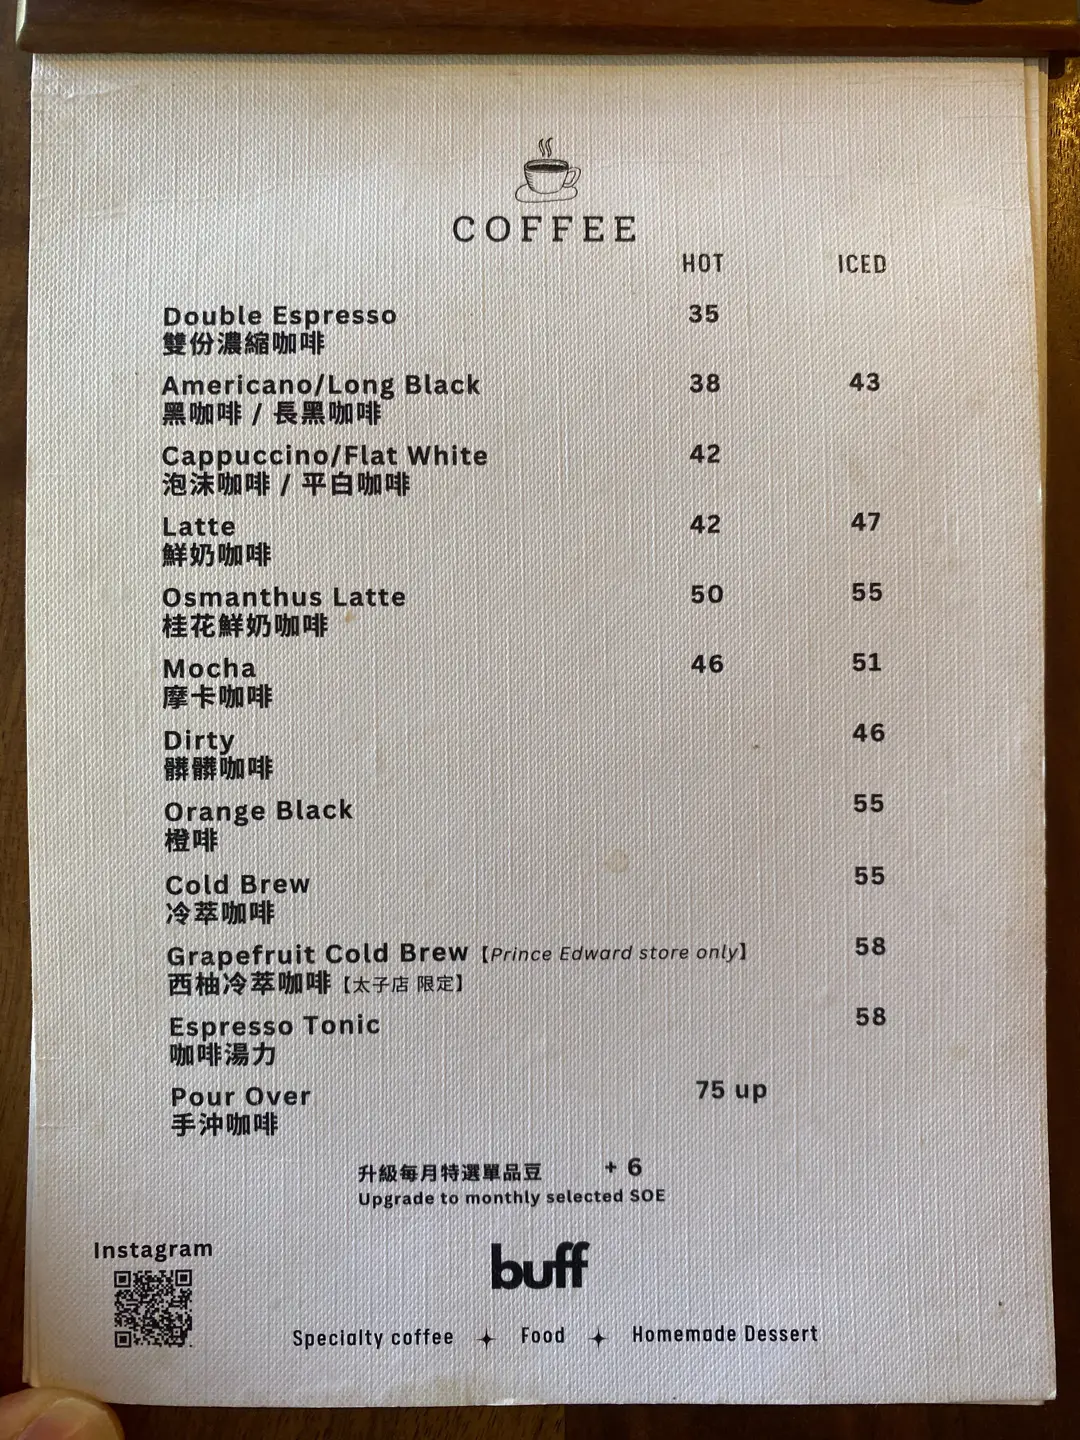 COFFEE
HOT ICED
Double Espresso 35
雙份濃縮咖啡
Americano/Long Black 38 43
黑咖啡 / 長黑咖啡
Cappuccino/Flat White 42
泡沫咖啡 / 平白咖啡
Latte 42 47
鮮奶咖啡
Osmanthus Latte 50 55
桂花鮮奶咖啡
Mocha 46 51
摩卡咖啡
Dirty 46
髒髒咖啡
Orange Black 55
橙啡
Cold Brew 55
冷萃咖啡
Grapefruit Cold Brew【Prince Edward store only】 58
西柚冷萃咖啡【太子店 限定】
Espresso Tonic 58
咖啡湯力
Pour Over 75 up
手沖咖啡
升級每月特選單品豆 + 6
Upgrade to monthly selected SOE
Instagram
buff
Specialty coffee Food Homemade Dessert